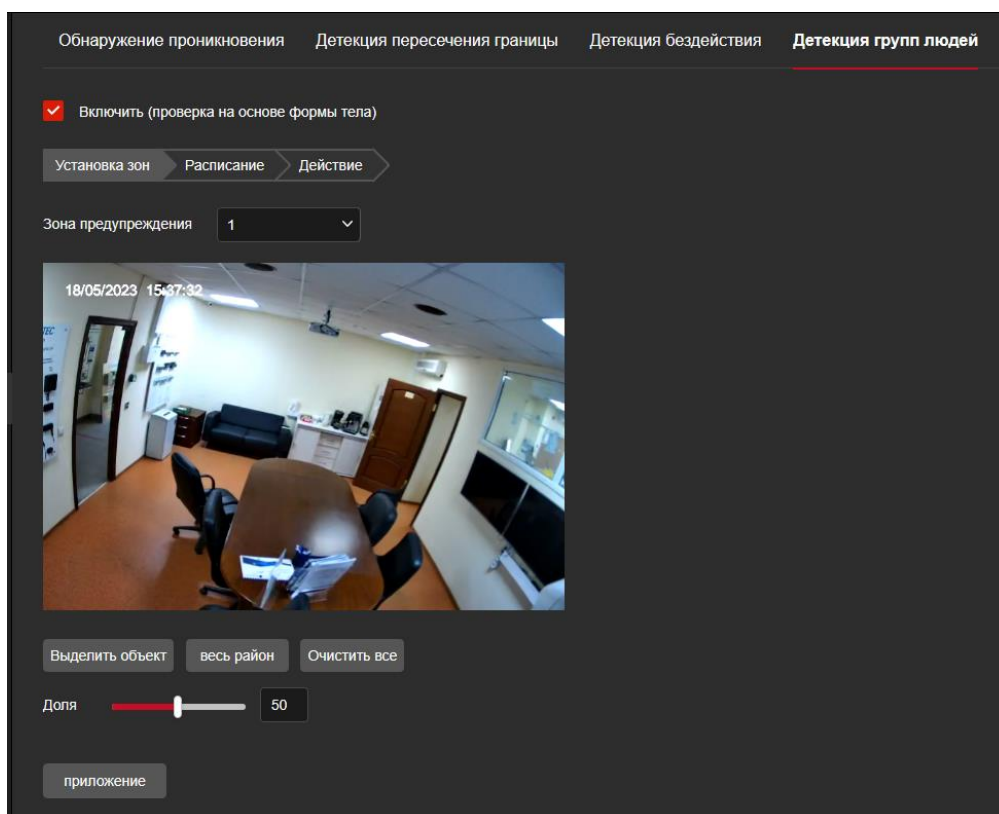 Обнаружение проникновения Детекция пересечения границы Детекция бездействия Детекция групп людей
Включить (проверка на основе формы тела)
Установка зон Расписание Действие
Зона предупреждения 1
18/05/2023 15:37:32
Выделить объект весь район Очистить все
Доля 50
приложение